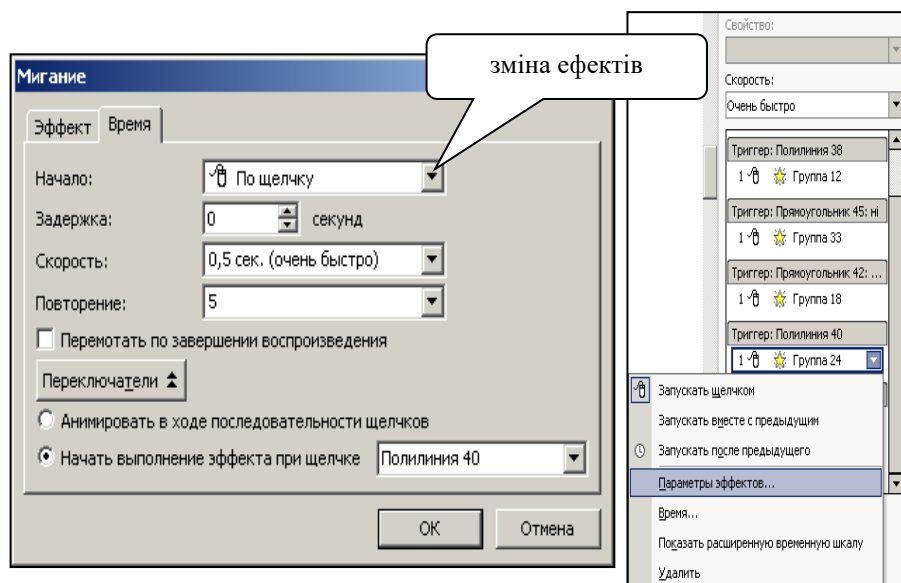 зміна ефектів
Мигание
Эффект
Время
Начало:
По щелчку
Задержка:
0
секунд
Скорость:
0,5 сек. (очень быстро)
Повторение:
5
Перемотать по завершении воспроизведения
Переключатели
Анимировать в ходе последовательности щелчков
Начать выполнение эффекта при щелчке
Полилиния 40
ОК
Отмена
Свойство:
Скорость:
Очень быстро
Триггер: Полилиния 38
1 Группа 12
Триггер: Прямоугольник 45: ні
1 Группа 33
Триггер: Прямоугольник 42: ...
1 Группа 18
Триггер: Полилиния 40
1 Группа 24
Запускать щелчком
Запускать вместе с предыдущим
Запускать после предыдущего
Параметры эффектов...
Время...
Показать расширенную временную шкалу
Удалить